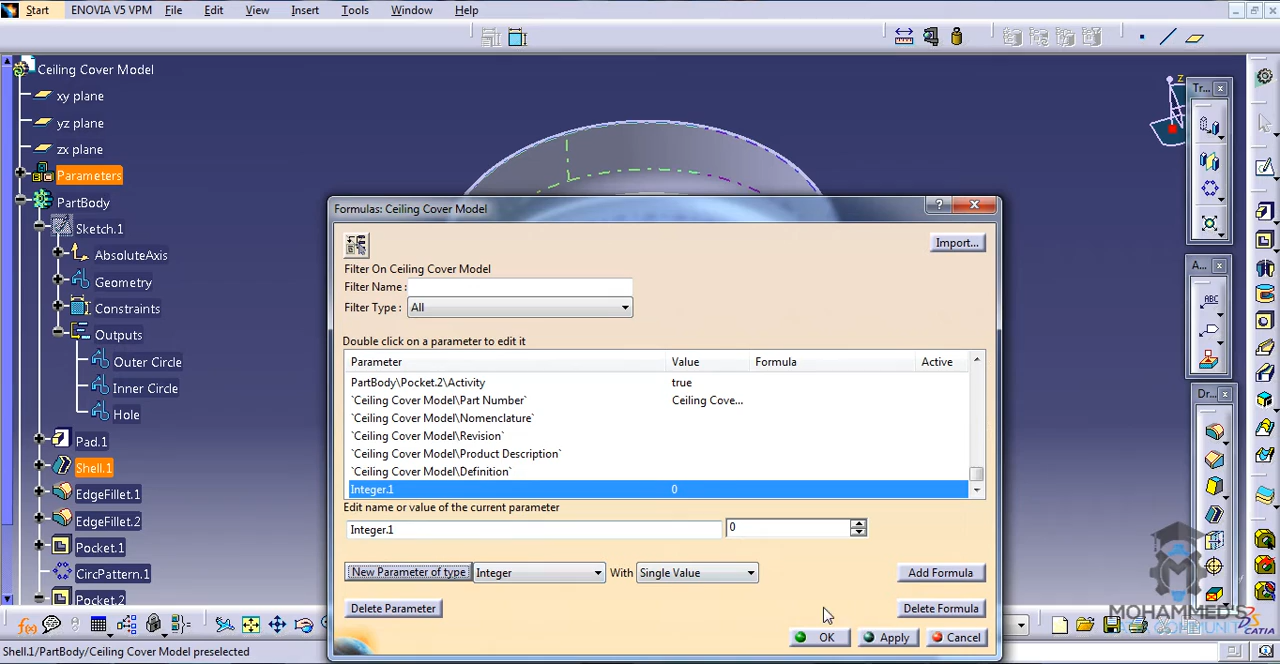 Start ENOVIA V5 VPM File Edit View Insert Tools Window Help
Ceiling Cover Model
xy plane
yz plane
zx plane
Parameters
PartBody
Sketch.1
AbsoluteAxis
Geometry
Constraints
Outputs
Outer Circle
Inner Circle
Hole
Pad.1
Shell.1
EdgeFillet.1
EdgeFillet.2
Pocket.1
CircPattern.1
Pocket.2
z
Tr...
A...
ABC
Dr...
Formulas: Ceiling Cover Model
?
Import...
Filter On Ceiling Cover Model
Filter Name :
Filter Type : All
Double click on a parameter to edit it
Parameter Value Formula Active
PartBody\Pocket.2\Activity true
`Ceiling Cover Model\Part Number` Ceiling Cove...
`Ceiling Cover Model\Nomenclature`
`Ceiling Cover Model\Revision`
`Ceiling Cover Model\Product Description`
`Ceiling Cover Model\Definition`
Integer.1 0
Edit name or value of the current parameter
Integer.1 0
New Parameter of type Integer With Single Value Add Formula
Delete Parameter Delete Formula
OK Apply Cancel
MOHAMMED'S
COMMUNITY
CATIA
f(x)
Shell.1/PartBody/Ceiling Cover Model preselected